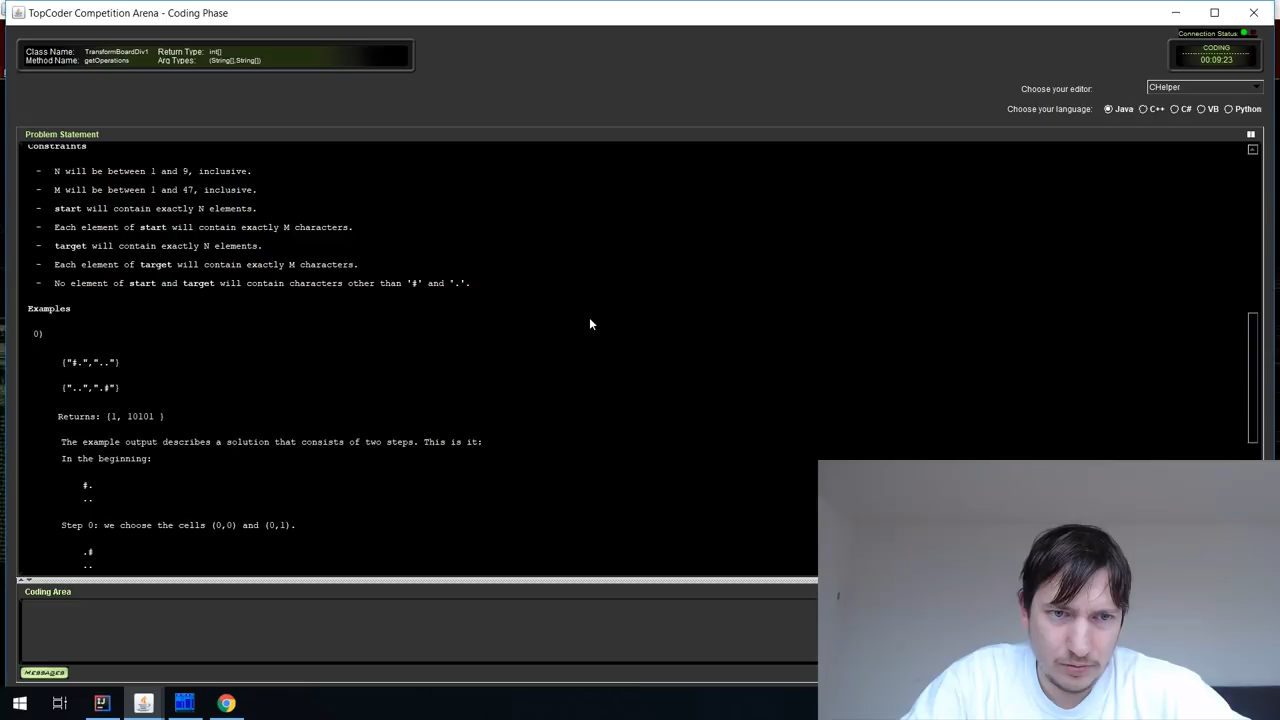 TopCoder Competition Arena - Coding Phase
Connection Status
Class Name: TransformBoardDiv1 Return Type: int[]
Method Name: getOperations Arg Types: (String[],String[])
CODING
00:09:23
Choose your editor: CHelper
Choose your language: Java C++ C# VB Python
Problem Statement
Constraints
- N will be between 1 and 9, inclusive.
- M will be between 1 and 47, inclusive.
- start will contain exactly N elements.
- Each element of start will contain exactly M characters.
- target will contain exactly N elements.
- Each element of target will contain exactly M characters.
- No element of start and target will contain characters other than '#' and '.'.
Examples
0)
{"#.",".."}
{"..",".#"}
Returns: {1, 10101 }
The example output describes a solution that consists of two steps. This is it:
In the beginning:
#.
..
Step 0: we choose the cells (0,0) and (0,1).
.#
..
Coding Area
MESSAGES